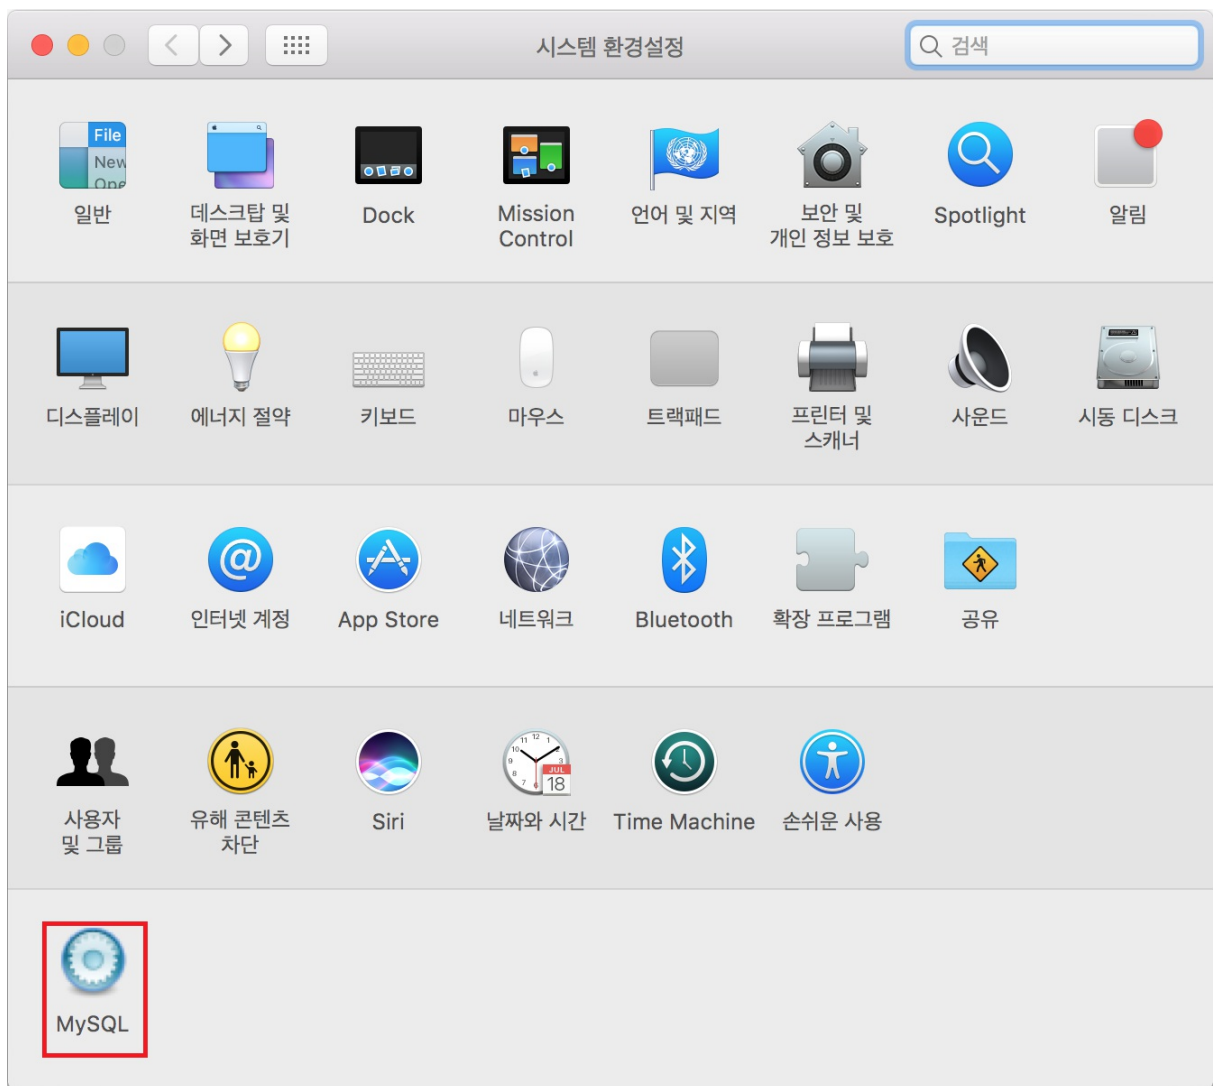 시스템 환경설정
검색
File
New
Ope
일반
데스크탑 및
화면 보호기
Dock
Mission
Control
언어 및 지역
보안 및
개인 정보 보호
Spotlight
알림
디스플레이
에너지 절약
키보드
마우스
트랙패드
프린터 및
스캐너
사운드
시동 디스크
iCloud
인터넷 계정
App Store
네트워크
Bluetooth
확장 프로그램
공유
사용자
및 그룹
유해 콘텐츠
차단
Siri
JUL
18
날짜와 시간
Time Machine
손쉬운 사용
MySQL